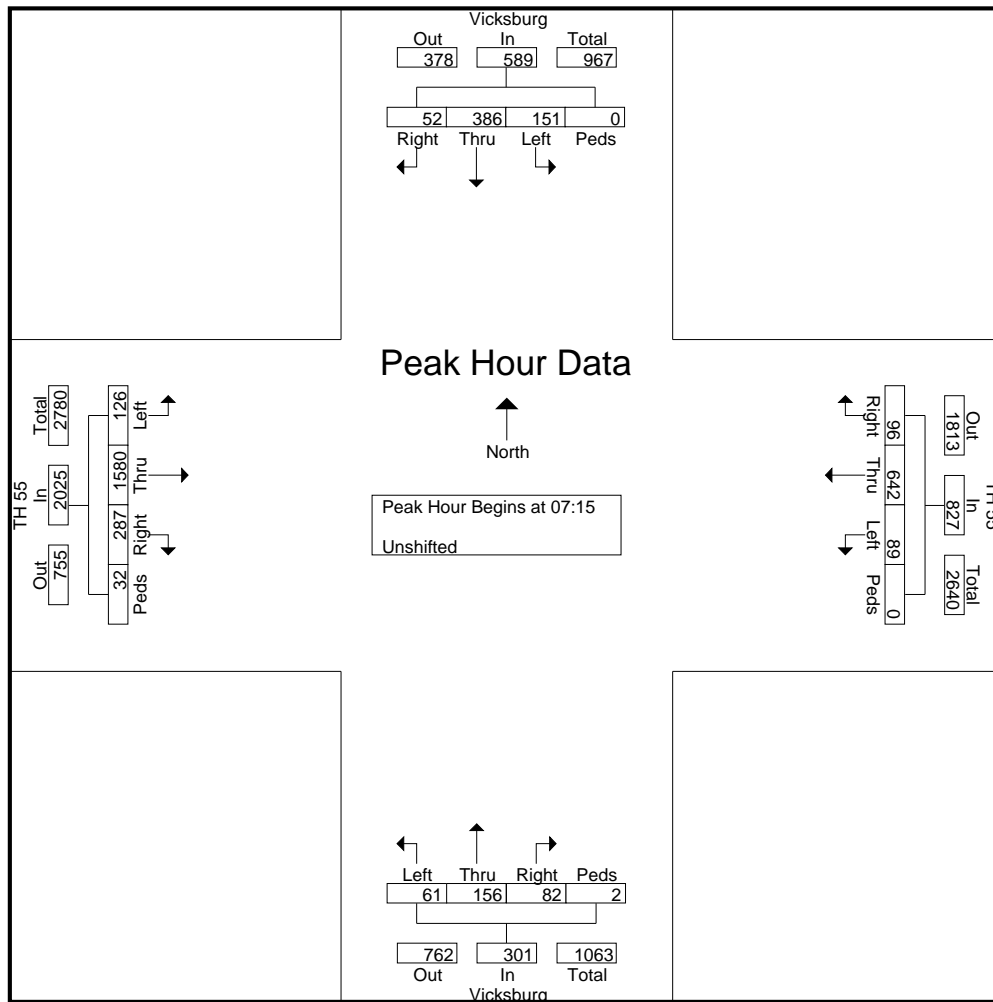 Vicksburg
Out In Total
378 589 967
52 386 151 0
Right Thru Left Peds
Peak Hour Data
North
Peak Hour Begins at 07:15
Unshifted
TH 55
Total In Out
2780 2025 755
126 1580 287 32
Left Thru Right Peds
Right Thru Left Peds
96 642 89 0
Out In Total
1813 827 2640
TH 55
Left Thru Right Peds
61 156 82 2
762 301 1063
Out In Total
Vicksburg